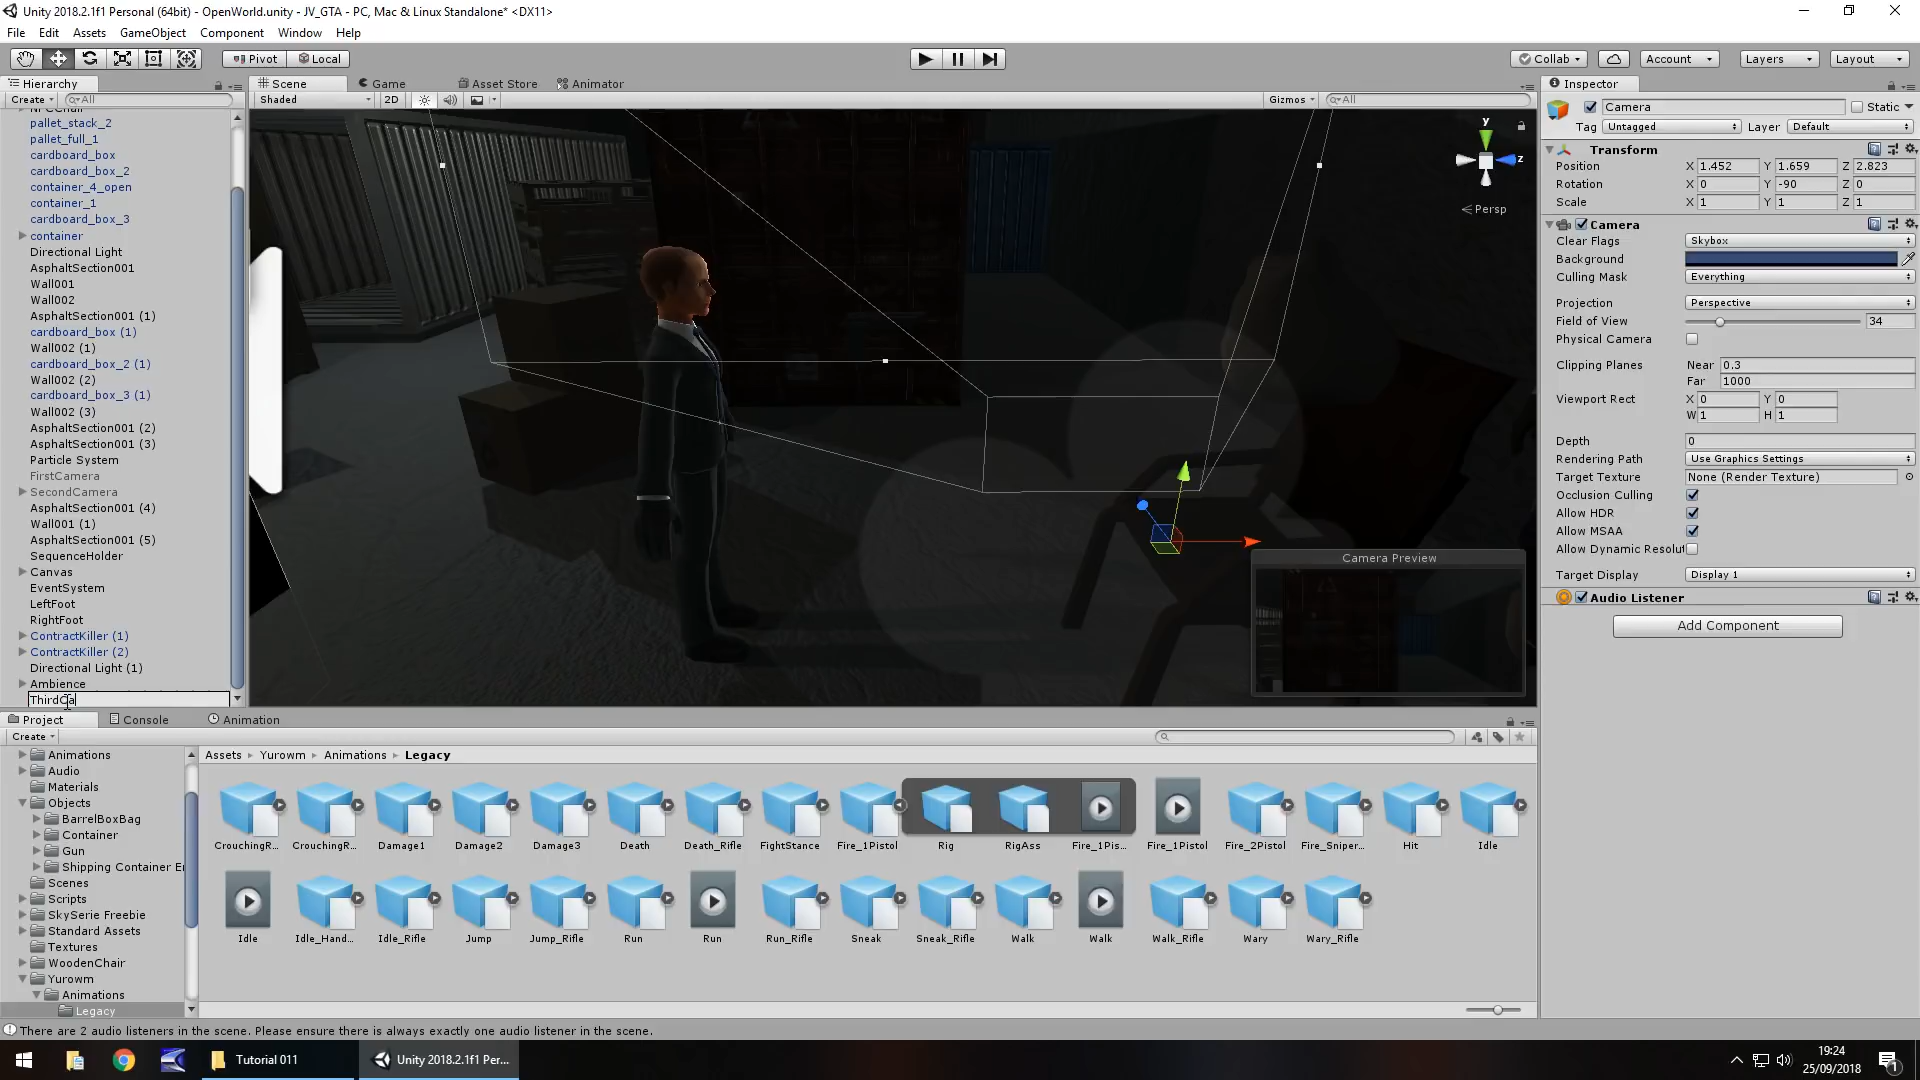 Unity 2018.2.1f1 Personal (64bit) - OpenWorld.unity - JV_GTA - PC, Mac & Linux Standalone* <DX11>
File Edit Assets GameObject Component Window Help
Pivot Local Collab Account Layers Layout
Hierarchy Scene Game Asset Store Animator Inspector
Create All Shaded 2D Gizmos All
pallet_stack_2
pallet_full_1
cardboard_box
cardboard_box_2
container_4_open
container_1
cardboard_box_3
container
Directional Light
AsphaltSection001
Wall001
Wall002
AsphaltSection001 (1)
cardboard_box (1)
Wall002 (1)
cardboard_box_2 (1)
Wall002 (2)
cardboard_box_3 (1)
Wall002 (3)
AsphaltSection001 (2)
AsphaltSection001 (3)
Particle System
FirstCamera
SecondCamera
AsphaltSection001 (4)
Wall001 (1)
AsphaltSection001 (5)
SequenceHolder
Canvas
EventSystem
LeftFoot
RightFoot
ContractKiller (1)
ContractKiller (2)
Directional Light (1)
Ambience
ThirdCa
y
z
Persp
Camera Preview
Camera Static
Tag Untagged Layer Default
Transform
Position X 1.452 Y 1.659 Z 2.823
Rotation X 0 Y -90 Z 0
Scale X 1 Y 1 Z 1
Camera
Clear Flags Skybox
Background
Culling Mask Everything
Projection Perspective
Field of View 34
Physical Camera
Clipping Planes Near 0.3
Far 1000
Viewport Rect X 0 Y 0
W 1 H 1
Depth 0
Rendering Path Use Graphics Settings
Target Texture None (Render Texture)
Occlusion Culling
Allow HDR
Allow MSAA
Allow Dynamic Resolut
Target Display Display 1
Audio Listener
Add Component
Project Console Animation
Create
Animations
Audio
Materials
Objects
BarrelBoxBag
Container
Gun
Shipping Container E
Scenes
Scripts
SkySerie Freebie
Standard Assets
Textures
WoodenChair
Yurowm
Animations
Legacy
Assets Yurowm Animations Legacy
CrouchingR... CrouchingR... Damage1 Damage2 Damage3 Death Death_Rifle FightStance Fire_1Pistol Rig RigAss Fire_1Pis... Fire_1Pistol Fire_2Pistol Fire_Sniper... Hit Idle
Idle Idle_Hand... Idle_Rifle Jump Jump_Rifle Run Run Run_Rifle Sneak Sneak_Rifle Walk Walk Walk_Rifle Wary Wary_Rifle
There are 2 audio listeners in the scene. Please ensure there is always exactly one audio listener in the scene.
Tutorial 011 Unity 2018.2.1f1 Per... 19:24
25/09/2018
1